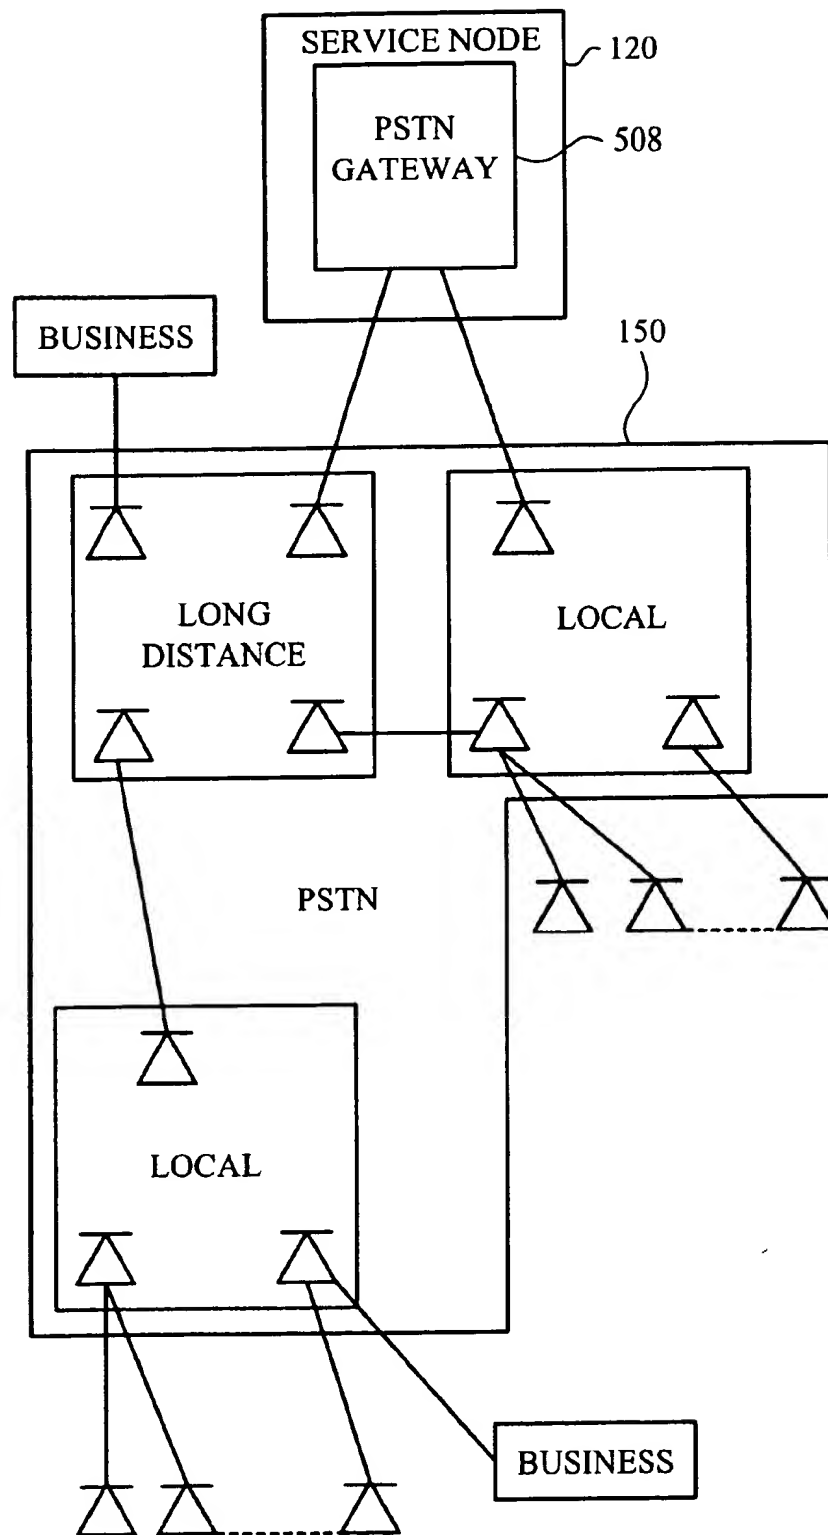 SERVICE NODE
120
PSTN
GATEWAY
508
BUSINESS
150
LONG
DISTANCE
LOCAL
PSTN
LOCAL
BUSINESS